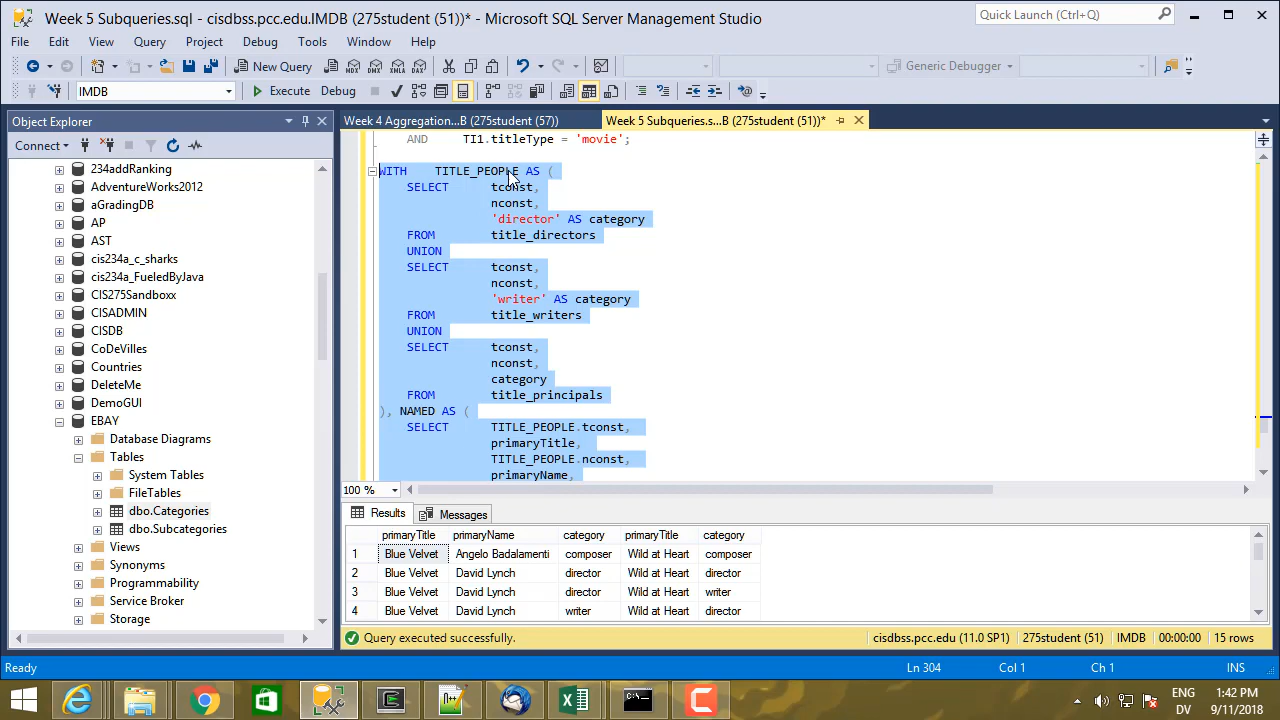 Week 5 Subqueries.sql - cisdbss.pcc.edu.IMDB (275student (51))* - Microsoft SQL Server Management Studio
Quick Launch (Ctrl+Q)
File Edit View Query Project Debug Tools Window Help
New Query
Generic Debugger
IMDB
Execute Debug
Object Explorer
Week 4 Aggregation...B (275student (57))
Week 5 Subqueries.s...B (275student (51))*
Connect
234addRanking
AdventureWorks2012
aGradingDB
AP
AST
cis234a_c_sharks
cis234a_FueledByJava
CIS275Sandboxx
CISADMIN
CISDB
CoDeVilles
Countries
DeleteMe
DemoGUI
EBAY
Database Diagrams
Tables
System Tables
FileTables
dbo.Categories
dbo.Subcategories
Views
Synonyms
Programmability
Service Broker
Storage
AND TI1.titleType = 'movie';
WITH TITLE_PEOPLE AS (
SELECT tconst,
nconst,
'director' AS category
FROM title_directors
UNION
SELECT tconst,
nconst,
'writer' AS category
FROM title_writers
UNION
SELECT tconst,
nconst,
category
FROM title_principals
), NAMED AS (
SELECT TITLE_PEOPLE.tconst,
primaryTitle,
TITLE_PEOPLE.nconst,
primaryName,
100 %
Results Messages
primaryTitle primaryName category primaryTitle category
1 Blue Velvet Angelo Badalamenti composer Wild at Heart composer
2 Blue Velvet David Lynch director Wild at Heart director
3 Blue Velvet David Lynch director Wild at Heart writer
4 Blue Velvet David Lynch writer Wild at Heart director
Query executed successfully.
cisdbss.pcc.edu (11.0 SP1) 275student (51) IMDB 00:00:00 15 rows
Ready Ln 304 Col 1 Ch 1 INS
ENG 1:42 PM
DV 9/11/2018